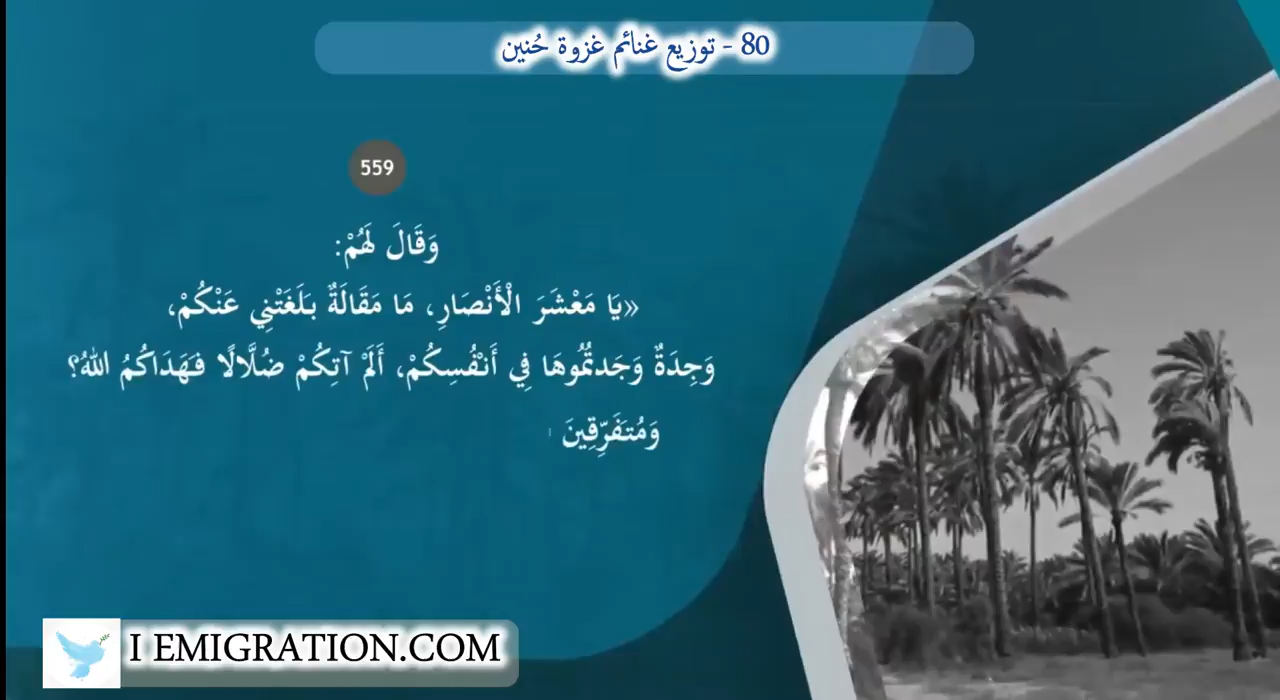 80 - توزيع غنائم غزوة حُنين
559
وَقَالَ لَهُمْ:
«يَا مَعْشَرَ الْأَنْصَارِ، مَا مَقَالَةٌ بَلَغَتْنِي عَنْكُمْ،
وَجِدَةٌ وَجَدتُمُوهَا فِي أَنْفُسِكُمْ، أَلَمْ آتِكُمْ ضُلَّالًا فَهَدَاكُمُ اللهُ؟
وَمُتَفَرِّقِينَ
I EMIGRATION.COM